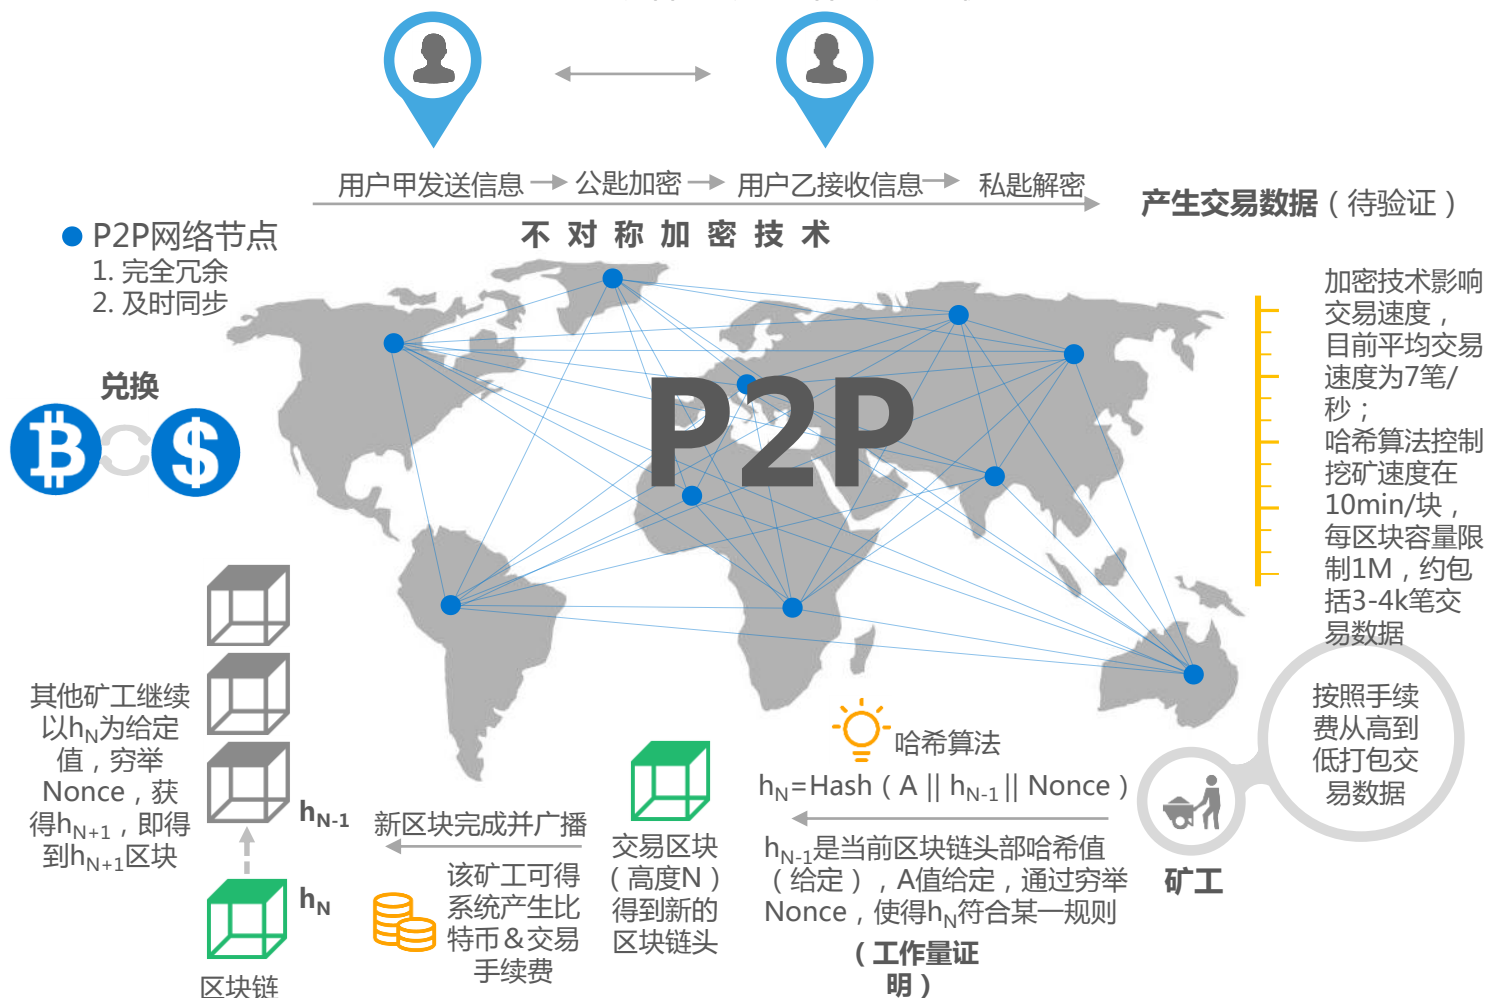 用户甲发送信息 公匙加密 用户乙接收信息 私匙解密
不对称加密技术
产生交易数据（待验证）
P2P网络节点
1. 完全冗余
2. 及时同步
兑换
P2P
加密技术影响
交易速度，
目前平均交易
速度为7笔/
秒；
哈希算法控制
挖矿速度在
10min/块，
每区块容量限
制1M，约包
括3-4k笔交
易数据
按照手续
费从高到
低打包交
易数据
矿工
哈希算法
hN=Hash（A || hN-1 || Nonce）
hN-1是当前区块链头部哈希值
（给定），A值给定，通过穷举
Nonce，使得hN符合某一规则
（工作量证
明）
交易区块
（高度N）
得到新的
区块链头
新区块完成并广播
该矿工可得
系统产生比
特币&交易
手续费
hN-1
hN
其他矿工继续
以hN为给定
值，穷举
Nonce，获
得hN+1，即得
到hN+1区块
区块链